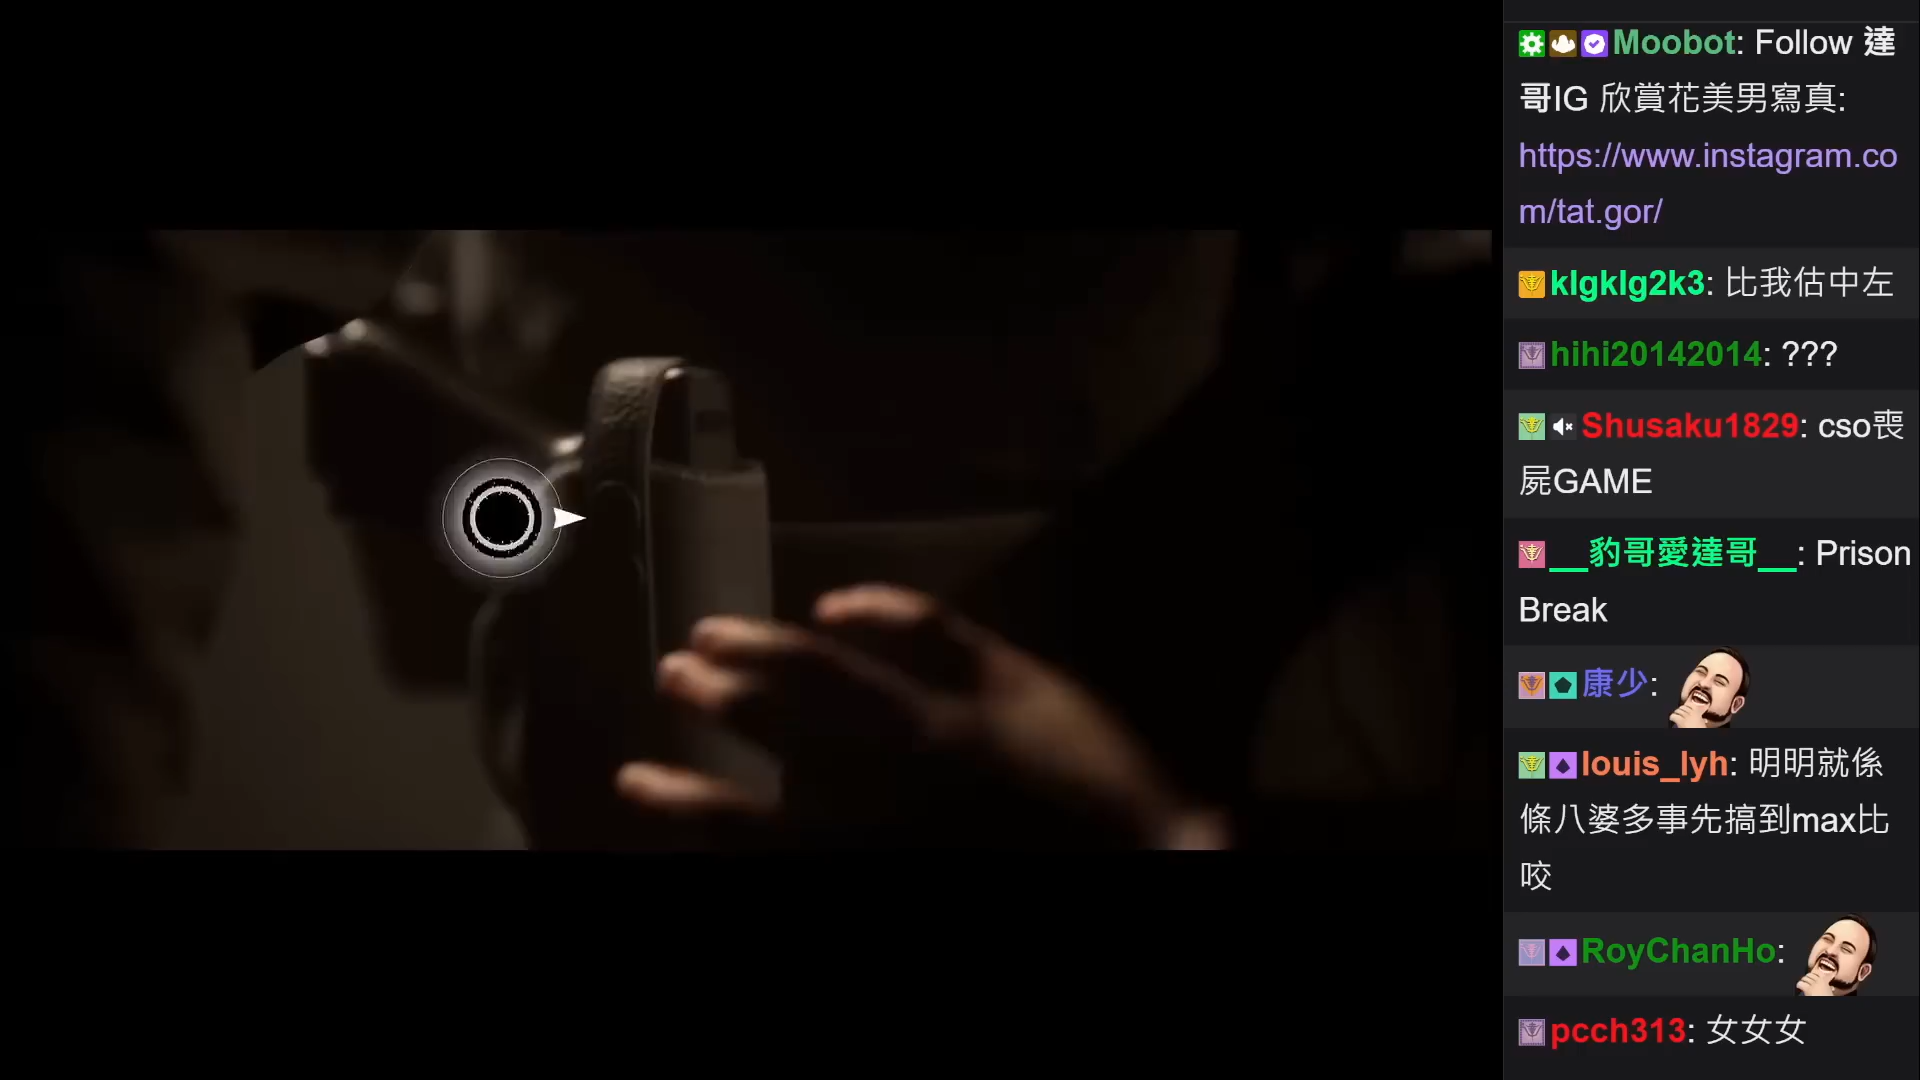 Moobot: Follow 達
哥IG 欣賞花美男寫真:
https://www.instagram.co
m/tat.gor/
klgklg2k3: 比我估中左
hihi20142014: ???
Shusaku1829: cso喪
屍GAME
__豹哥愛達哥__: Prison
Break
康少:
louis_lyh: 明明就係
條八婆多事先搞到max比
咬
RoyChanHo:
pcch313: 女女女